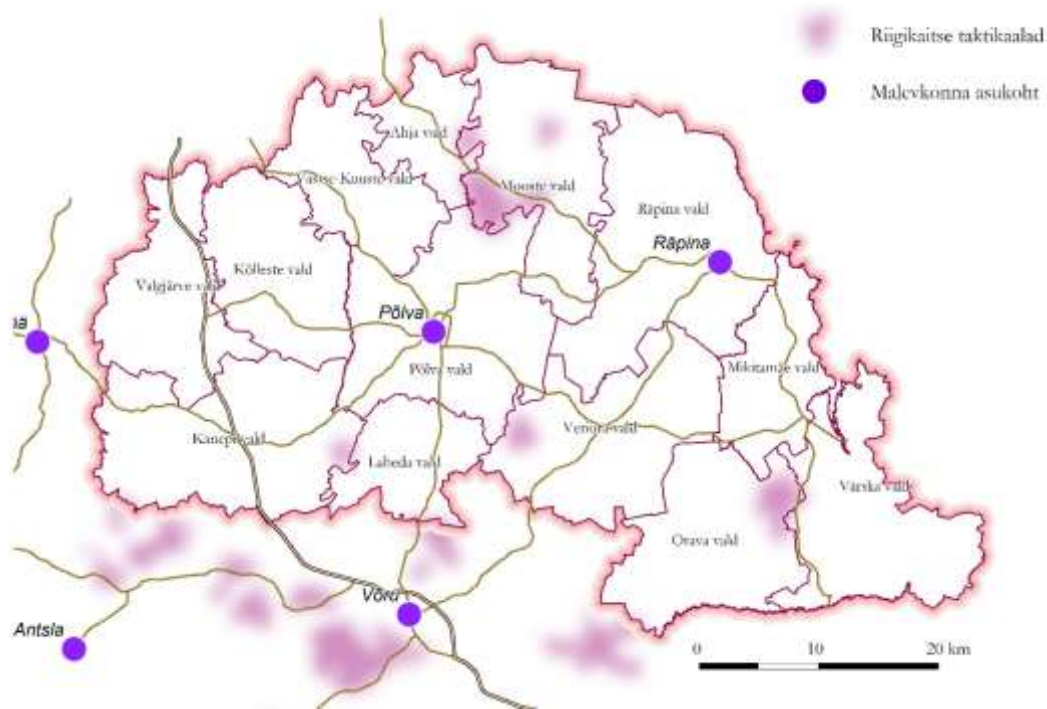 Riigikaitse taktikaalad
Malevkonna asukoht
Ahja vald
Vastse-Kuuste vald
Mooste vald
Räpina vald
Räpina
Kõlleste vald
Valgjärve vald
Põlva
Põlva vald
Mikitamäe vald
Kanepi vald
Laheda vald
Veriora vald
Värska vald
Orava vald
Võru
Antsla
0 10 20 km